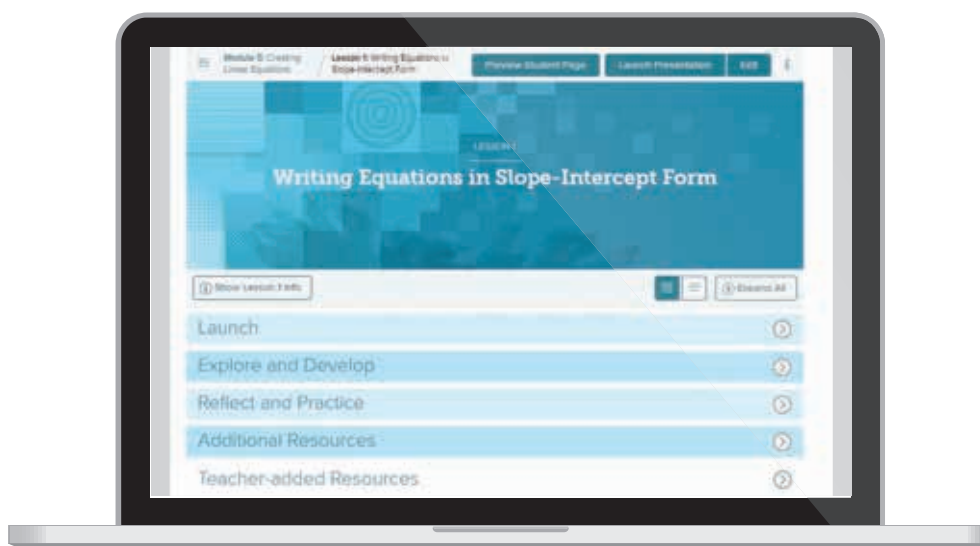 Module 5: Creating
Linear Equations
/
Lesson 1: Writing Equations in
Slope-Intercept Form
Preview Student Page
Launch Presentation
Edit
LESSON 1
Writing Equations in Slope-Intercept Form
Show Lesson 1 Info
Expand All
Launch
Explore and Develop
Reflect and Practice
Additional Resources
Teacher-added Resources